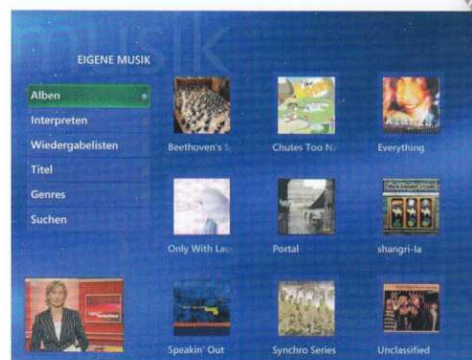 musik
EIGENE MUSIK
Alben
Interpreten
Wiedergabelisten
Titel
Genres
Suchen
Beethoven's S
Chutes Too N
Everything
Only With Lau
Portal
shangri-la
Speakin' Out
Synchro Series
Unclassified